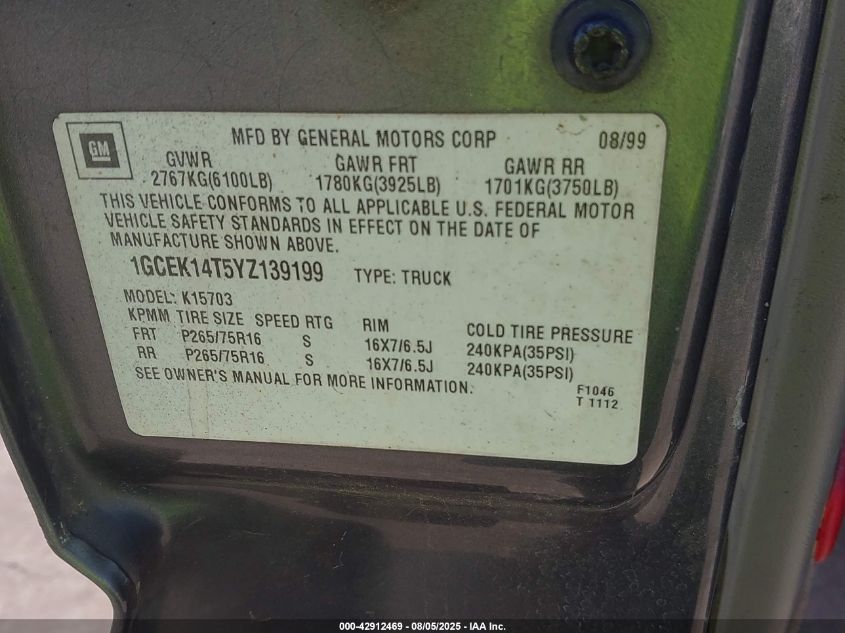 GM
MFD BY GENERAL MOTORS CORP 08/99
GVWR GAWR FRT GAWR RR
2767KG(6100LB) 1780KG(3925LB) 1701KG(3750LB)
THIS VEHICLE CONFORMS TO ALL APPLICABLE U.S. FEDERAL MOTOR
VEHICLE SAFETY STANDARDS IN EFFECT ON THE DATE OF
MANUFACTURE SHOWN ABOVE.
1GCEK14T5YZ139199 TYPE: TRUCK
MODEL: K15703
KPMM TIRE SIZE SPEED RTG RIM COLD TIRE PRESSURE
FRT P265/75R16 S 16X7/6.5J 240KPA(35PSI)
RR P265/75R16 S 16X7/6.5J 240KPA(35PSI)
SEE OWNER'S MANUAL FOR MORE INFORMATION.
F1046
T 1112
000-42912469 - 08/05/2025 - IAA Inc.